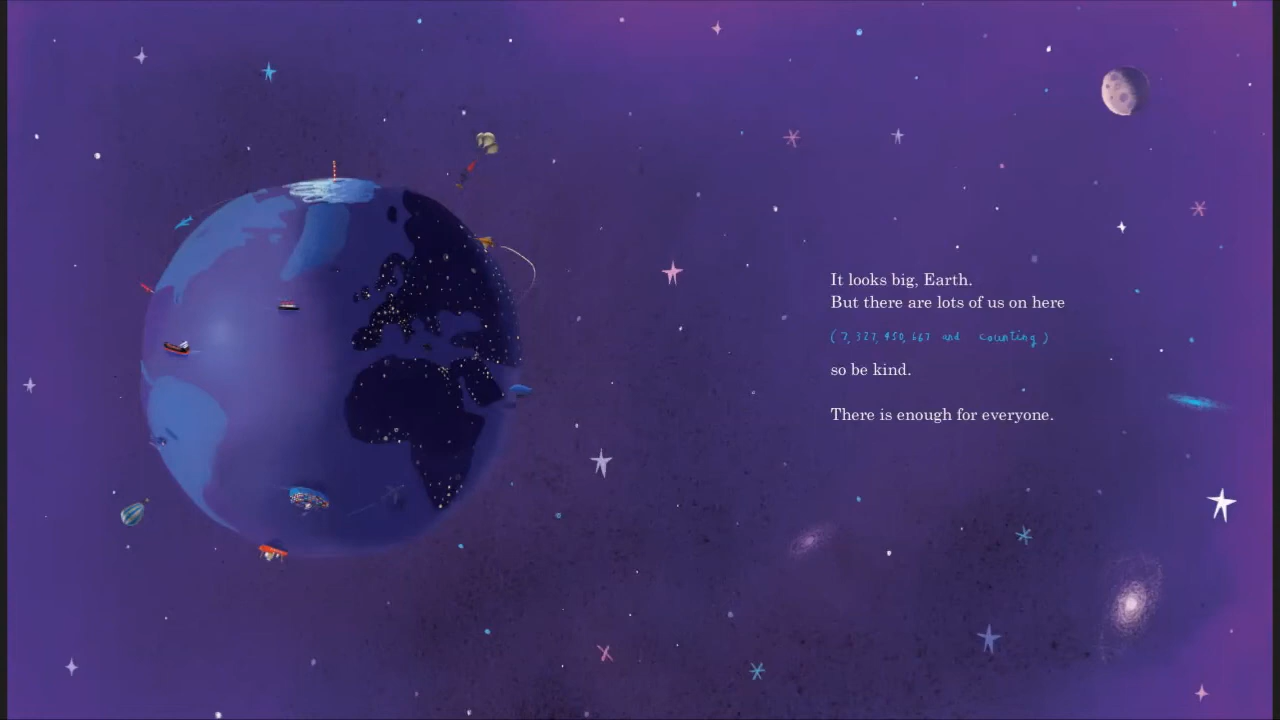 It looks big, Earth.
But there are lots of us on here
(7,327,450,667 and counting)
so be kind.
There is enough for everyone.